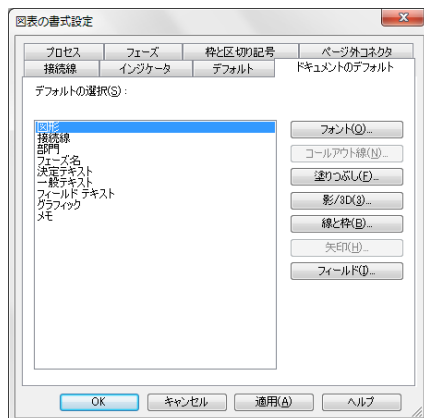 図表の書式設定
プロセス フェーズ 枠と区切り記号 ページ外コネクタ
接続線 インジケータ デフォルト ドキュメントのデフォルト
デフォルトの選択(S):
図形
接続線
部門
フェーズ名
決定テキスト
一般テキスト
フィールド テキスト
グラフィック
メモ
フォント(O)...
コールアウト線(N)...
塗りつぶし(F)...
影/3D(3)...
線と枠(B)...
矢印(H)...
フィールド(I)...
OK キャンセル 適用(A) ヘルプ